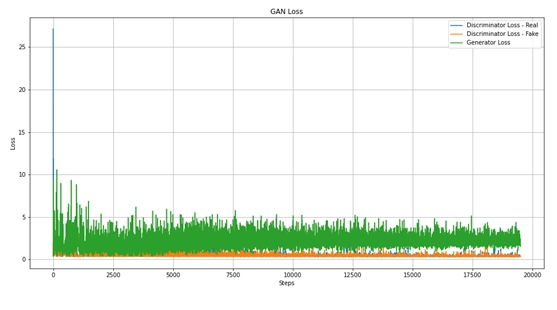 GAN Loss
Discriminator Loss - Real
Discriminator Loss - Fake
Generator Loss
25
20
15
10
5
0
Loss
0 2500 5000 7500 10000 12500 15000 17500 20000
Steps